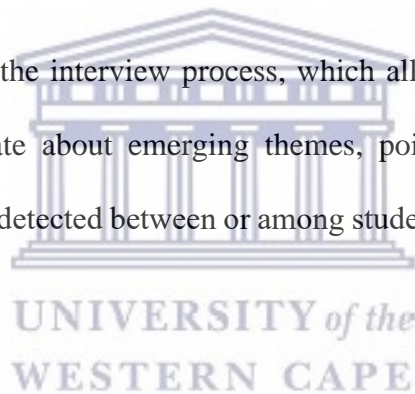 the interview process, which all
ate about emerging themes, poi
detected between or among stude
UNIVERSITY of the
WESTERN CAPE